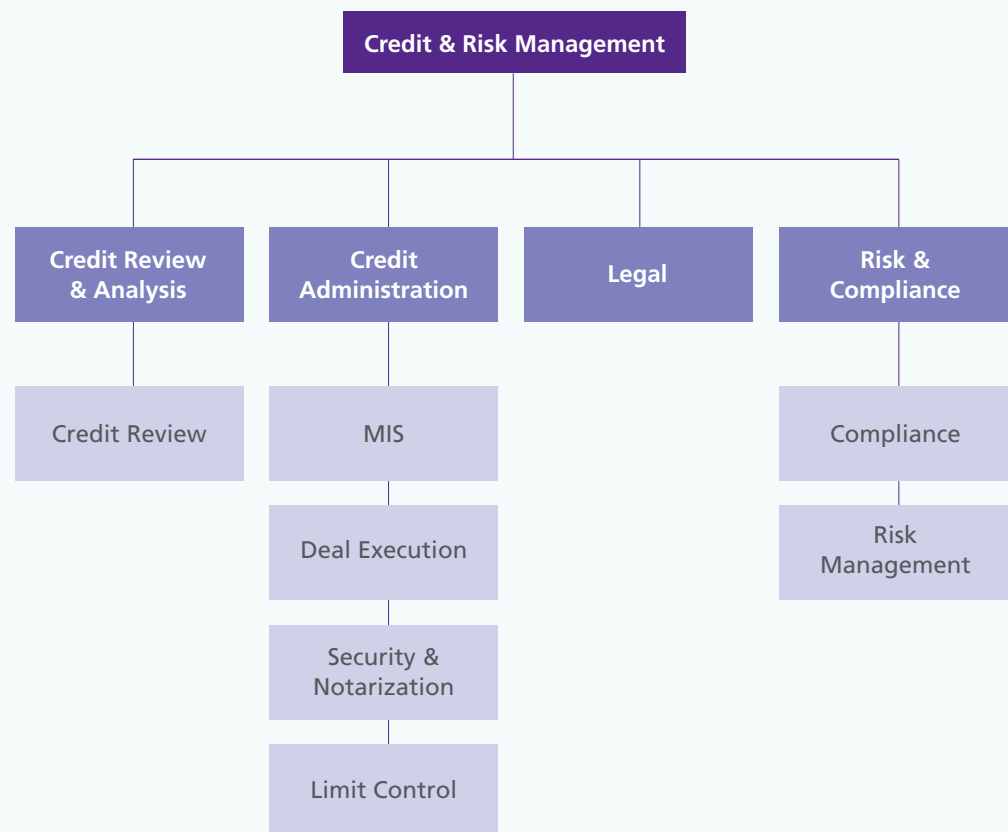 Credit & Risk Management
Credit Review
& Analysis
Credit
Administration
Legal
Risk &
Compliance
Credit Review
MIS
Compliance
Deal Execution
Risk
Management
Security &
Notarization
Limit Control